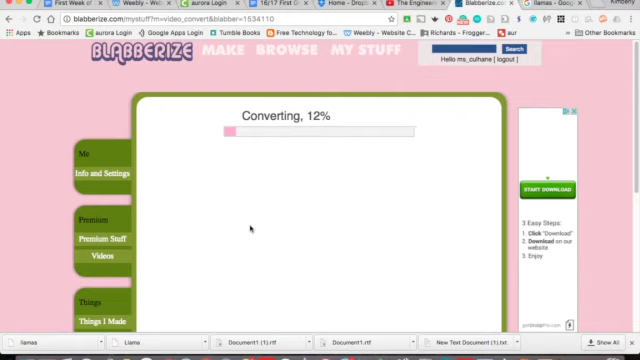 First Week of
Weebly - Website C
aurora Login
16/17 First D
Home - Dropb
The Engineer
Blabberize.com
llamas - Goog
Kimberly
blabberize.com/mystuff?m=video_convert&blabber=1534110
Apps
Bookmarks
aurora Login
Google Apps Login
Tumble Books
Free Technology fo
Weebly - Website C
Richards - Frogger
aur
Other Bookmarks
BLABBERIZE MAKE BROWSE MY STUFF
Search
Hello ms_culhane [ logout ]
Converting, 12%
Me
Info and Settings
Premium
Premium Stuff
Videos
Things
Things I Made
START DOWNLOAD
3 Easy Steps:
1. Click "Download"
2. Download on our
website
3. Enjoy
llamas
Llama
Document1 (1).rtf
Document1.rtf
New Text Document (1).txt
Show All